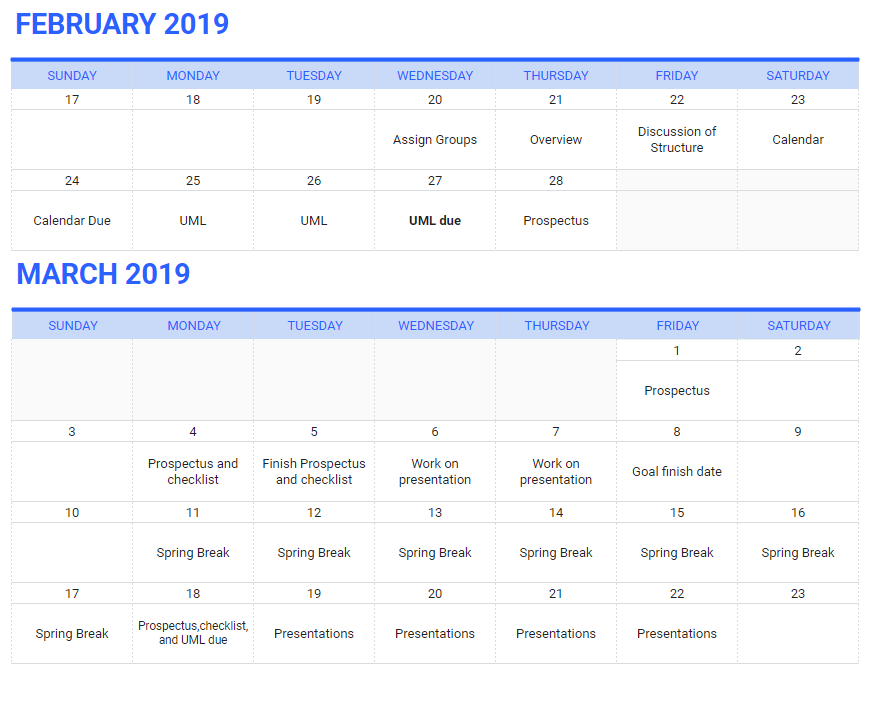 FEBRUARY 2019
SUNDAY MONDAY TUESDAY WEDNESDAY THURSDAY FRIDAY SATURDAY
17 18 19 20 21 22 23
Assign Groups Overview Discussion of Structure Calendar
24 25 26 27 28
Calendar Due UML UML UML due Prospectus
MARCH 2019
SUNDAY MONDAY TUESDAY WEDNESDAY THURSDAY FRIDAY SATURDAY
1 2
Prospectus
3 4 5 6 7 8 9
Prospectus and checklist Finish Prospectus and checklist Work on presentation Work on presentation Goal finish date
10 11 12 13 14 15 16
Spring Break Spring Break Spring Break Spring Break Spring Break Spring Break
17 18 19 20 21 22 23
Spring Break Prospectus,checklist, and UML due Presentations Presentations Presentations Presentations